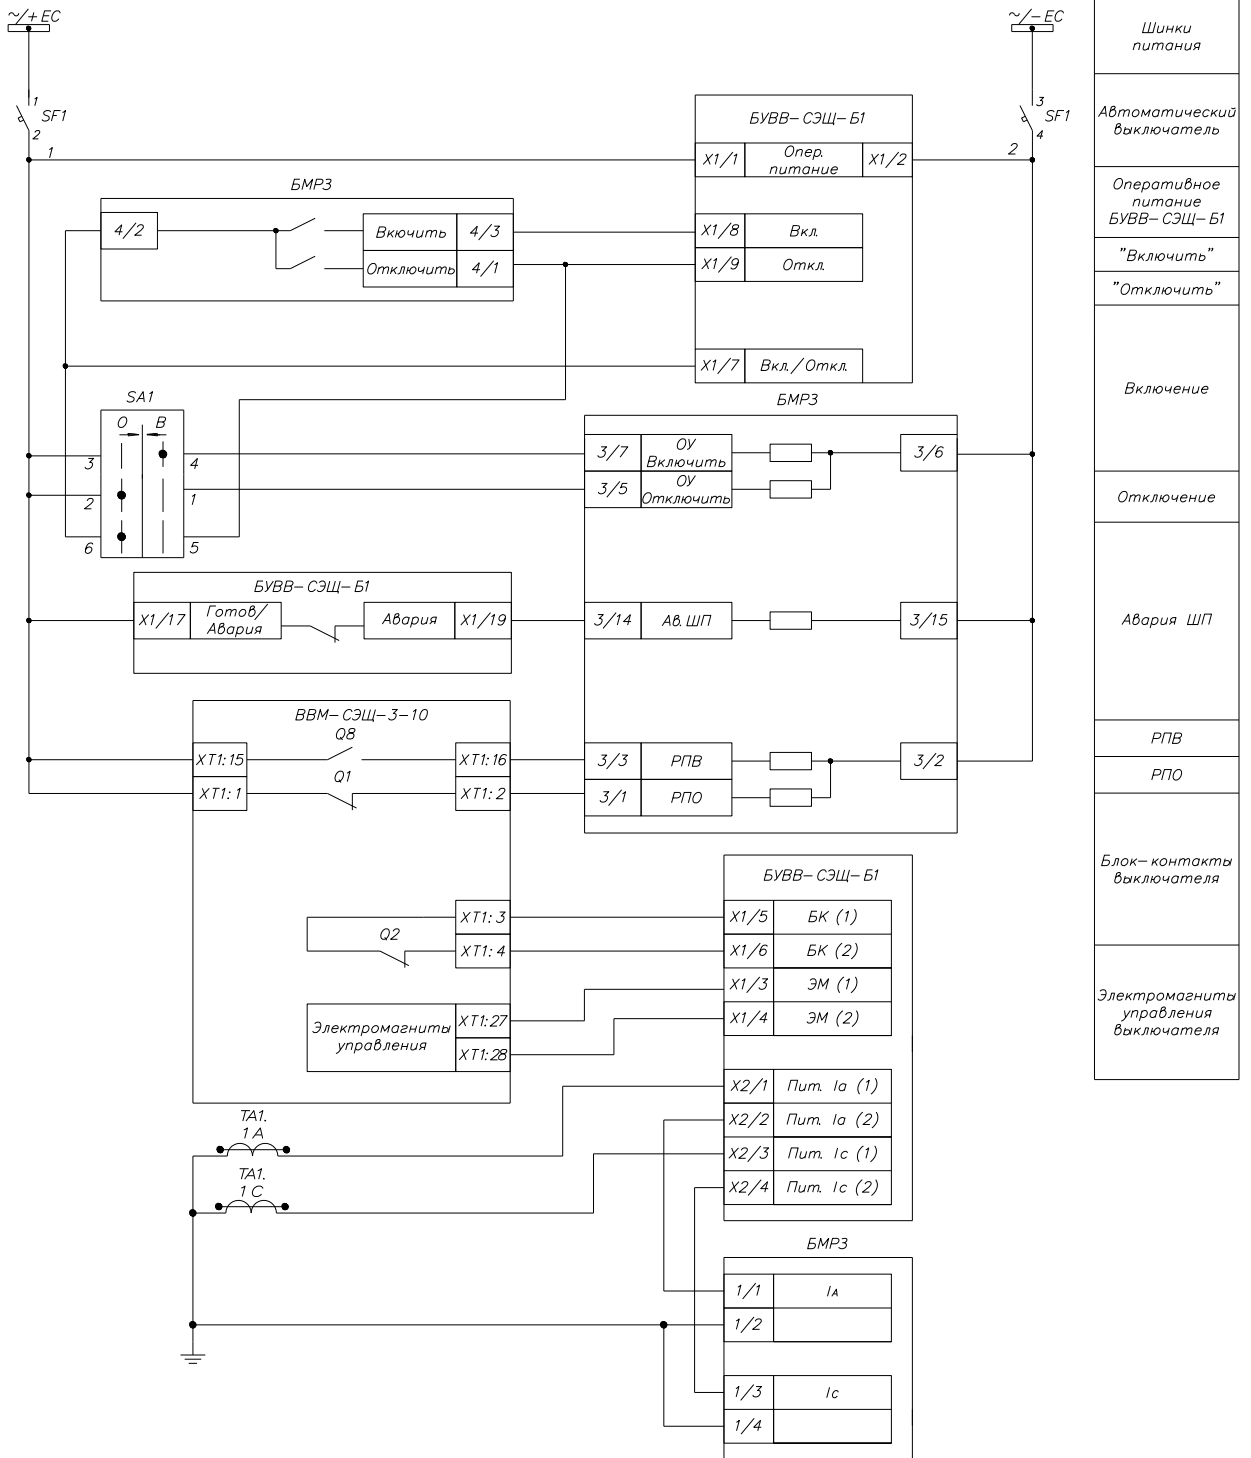 ~/+ EC
~/- EC
Шинки
питания
1
SF1
2
3
SF1
4
Автоматический
выключатель
1
2
БУВВ-СЭЩ-Б1
X1/1
Опер.
питание
X1/2
Оперативное
питание
БУВВ-СЭЩ-Б1
БМРЗ
4/2
Вкючить
4/3
Отключить
4/1
X1/8
Вкл.
X1/9
Откл.
"Включить"
"Отключить"
X1/7
Вкл./Откл.
Включение
SA1
О
В
3
4
2
1
6
5
БМРЗ
3/7
ОУ
Включить
3/6
3/5
ОУ
Отключить
Отключение
БУВВ-СЭЩ-Б1
X1/17
Готов/
Авария
Авария
X1/19
3/14
Ав. ШП
3/15
Авария ШП
ВВМ-СЭЩ-3-10
Q8
XT1:15
XT1:16
Q1
XT1:1
XT1:2
3/3
РПВ
3/2
3/1
РПО
РПВ
РПО
Q2
XT1:3
XT1:4
БУВВ-СЭЩ-Б1
X1/5
БК (1)
X1/6
БК (2)
X1/3
ЭМ (1)
X1/4
ЭМ (2)
Блок-контакты
выключателя
Электромагниты
управления
XT1:27
XT1:28
Электромагниты
управления
выключателя
X2/1
Пит. Ia (1)
X2/2
Пит. Ia (2)
X2/3
Пит. Ic (1)
X2/4
Пит. Ic (2)
ТА1.
1 А
ТА1.
1 С
БМРЗ
1/1
IA
1/2
1/3
Ic
1/4